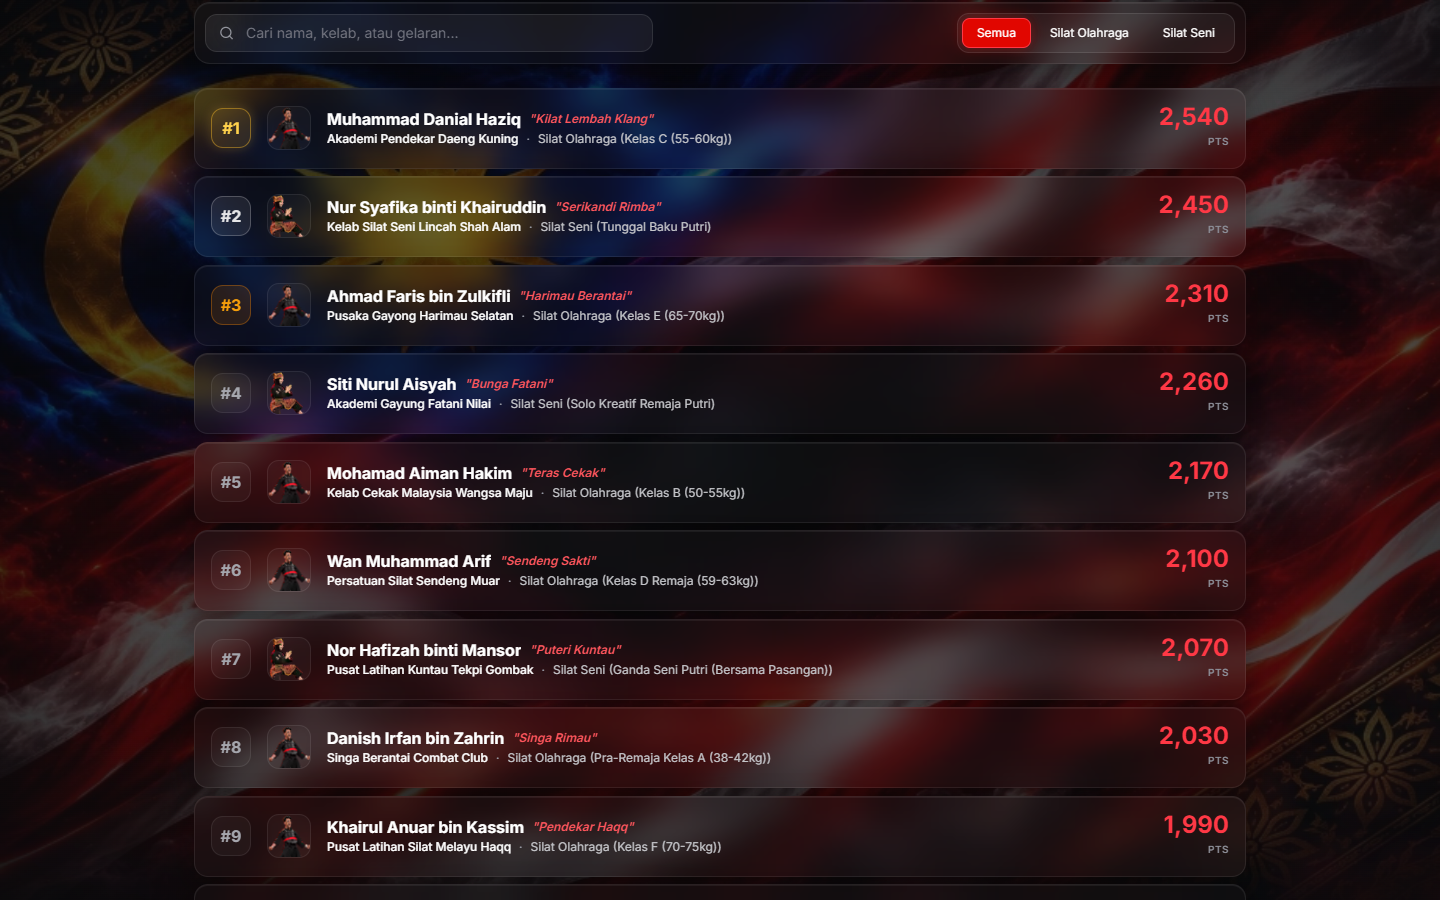 Cari nama, kelab, atau gelaran...
Semua Silat Olahraga Silat Seni
#1 Muhammad Danial Haziq "Kilat Lembah Klang" 2,540
Akademi Pendekar Daeng Kuning · Silat Olahraga (Kelas C (55-60kg)) PTS
#2 Nur Syafika binti Khairuddin "Serikandi Rimba" 2,450
Kelab Silat Seni Lincah Shah Alam · Silat Seni (Tunggal Baku Putri) PTS
#3 Ahmad Faris bin Zulkifli "Harimau Berantai" 2,310
Pusaka Gayong Harimau Selatan · Silat Olahraga (Kelas E (65-70kg)) PTS
#4 Siti Nurul Aisyah "Bunga Fatani" 2,260
Akademi Gayung Fatani Nilai · Silat Seni (Solo Kreatif Remaja Putri) PTS
#5 Mohamad Aiman Hakim "Teras Cekak" 2,170
Kelab Cekak Malaysia Wangsa Maju · Silat Olahraga (Kelas B (50-55kg)) PTS
#6 Wan Muhammad Arif "Sendeng Sakti" 2,100
Persatuan Silat Sendeng Muar · Silat Olahraga (Kelas D Remaja (59-63kg)) PTS
#7 Nor Hafizah binti Mansor "Puteri Kuntau" 2,070
Pusat Latihan Kuntau Tekpi Gombak · Silat Seni (Ganda Seni Putri (Bersama Pasangan)) PTS
#8 Danish Irfan bin Zahrin "Singa Rimau" 2,030
Singa Berantai Combat Club · Silat Olahraga (Pra-Remaja Kelas A (38-42kg)) PTS
#9 Khairul Anuar bin Kassim "Pendekar Haqq" 1,990
Pusat Latihan Silat Melayu Haqq · Silat Olahraga (Kelas F (70-75kg)) PTS